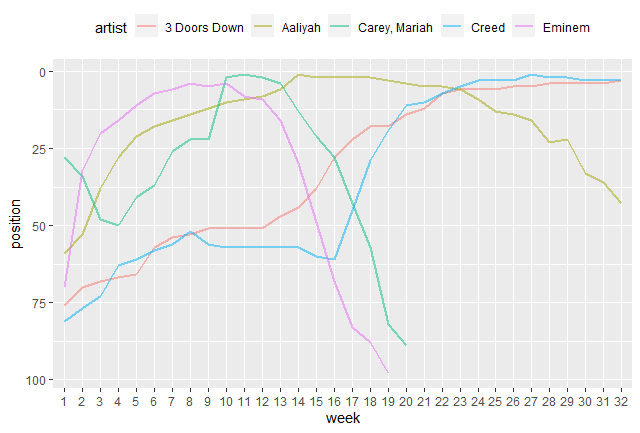 artist 3 Doors Down Aaliyah Carey, Mariah Creed Eminem
0
25
50
75
100
position
1 2 3 4 5 6 7 8 9 10 11 12 13 14 15 16 17 18 19 20 21 22 23 24 25 26 27 28 29 30 31 32
week